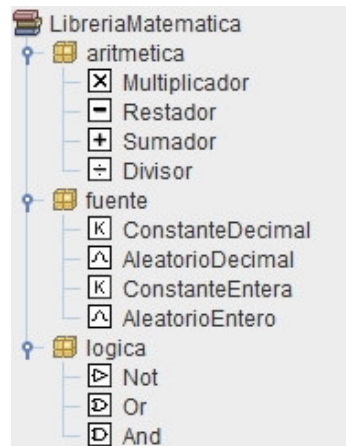 LibreriaMatematica
aritmetica
Multiplicador
Restador
Sumador
Divisor
fuente
K ConstanteDecimal
AleatorioDecimal
K ConstanteEntera
AleatorioEntero
logica
Not
Or
And